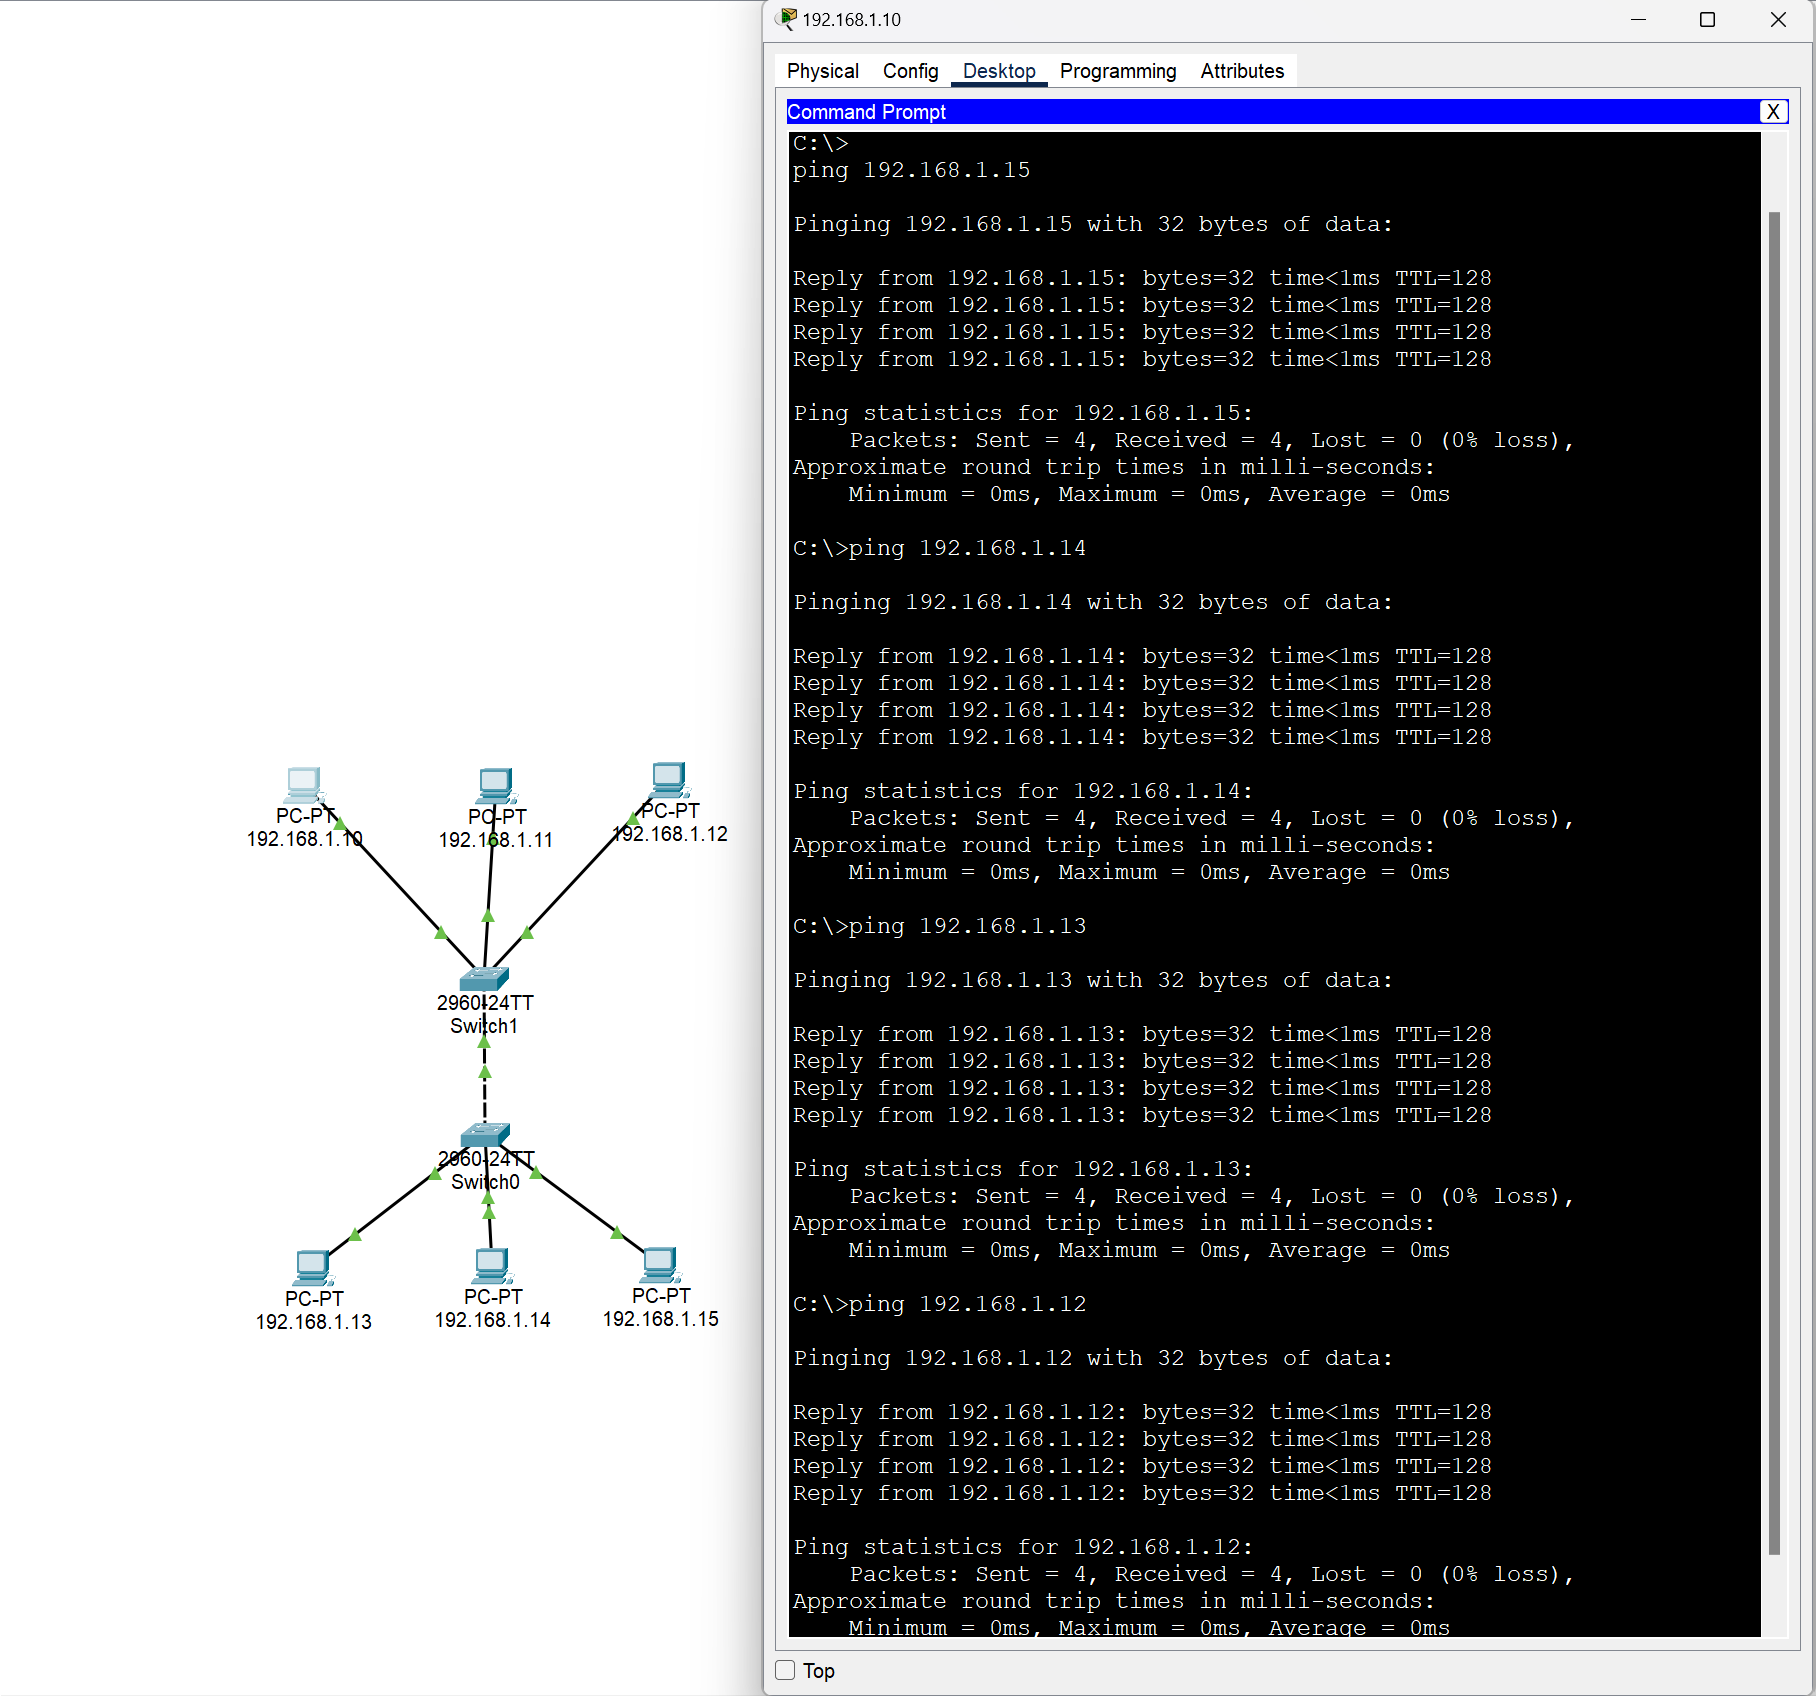 192.168.1.10
Physical Config Desktop Programming Attributes
Command Prompt X
C:\>
ping 192.168.1.15
Pinging 192.168.1.15 with 32 bytes of data:
Reply from 192.168.1.15: bytes=32 time<1ms TTL=128
Reply from 192.168.1.15: bytes=32 time<1ms TTL=128
Reply from 192.168.1.15: bytes=32 time<1ms TTL=128
Reply from 192.168.1.15: bytes=32 time<1ms TTL=128
Ping statistics for 192.168.1.15:
Packets: Sent = 4, Received = 4, Lost = 0 (0% loss),
Approximate round trip times in milli-seconds:
Minimum = 0ms, Maximum = 0ms, Average = 0ms
C:\>ping 192.168.1.14
Pinging 192.168.1.14 with 32 bytes of data:
Reply from 192.168.1.14: bytes=32 time<1ms TTL=128
Reply from 192.168.1.14: bytes=32 time<1ms TTL=128
Reply from 192.168.1.14: bytes=32 time<1ms TTL=128
Reply from 192.168.1.14: bytes=32 time<1ms TTL=128
Ping statistics for 192.168.1.14:
Packets: Sent = 4, Received = 4, Lost = 0 (0% loss),
Approximate round trip times in milli-seconds:
Minimum = 0ms, Maximum = 0ms, Average = 0ms
C:\>ping 192.168.1.13
Pinging 192.168.1.13 with 32 bytes of data:
Reply from 192.168.1.13: bytes=32 time<1ms TTL=128
Reply from 192.168.1.13: bytes=32 time<1ms TTL=128
Reply from 192.168.1.13: bytes=32 time<1ms TTL=128
Reply from 192.168.1.13: bytes=32 time<1ms TTL=128
Ping statistics for 192.168.1.13:
Packets: Sent = 4, Received = 4, Lost = 0 (0% loss),
Approximate round trip times in milli-seconds:
Minimum = 0ms, Maximum = 0ms, Average = 0ms
C:\>ping 192.168.1.12
Pinging 192.168.1.12 with 32 bytes of data:
Reply from 192.168.1.12: bytes=32 time<1ms TTL=128
Reply from 192.168.1.12: bytes=32 time<1ms TTL=128
Reply from 192.168.1.12: bytes=32 time<1ms TTL=128
Reply from 192.168.1.12: bytes=32 time<1ms TTL=128
Ping statistics for 192.168.1.12:
Packets: Sent = 4, Received = 4, Lost = 0 (0% loss),
Approximate round trip times in milli-seconds:
Minimum = 0ms, Maximum = 0ms, Average = 0ms
Top
PC-PT
192.168.1.10
PC-PT
192.168.1.11
PC-PT
192.168.1.12
2960-24TT
Switch1
2960-24TT
Switch0
PC-PT
192.168.1.13
PC-PT
192.168.1.14
PC-PT
192.168.1.15